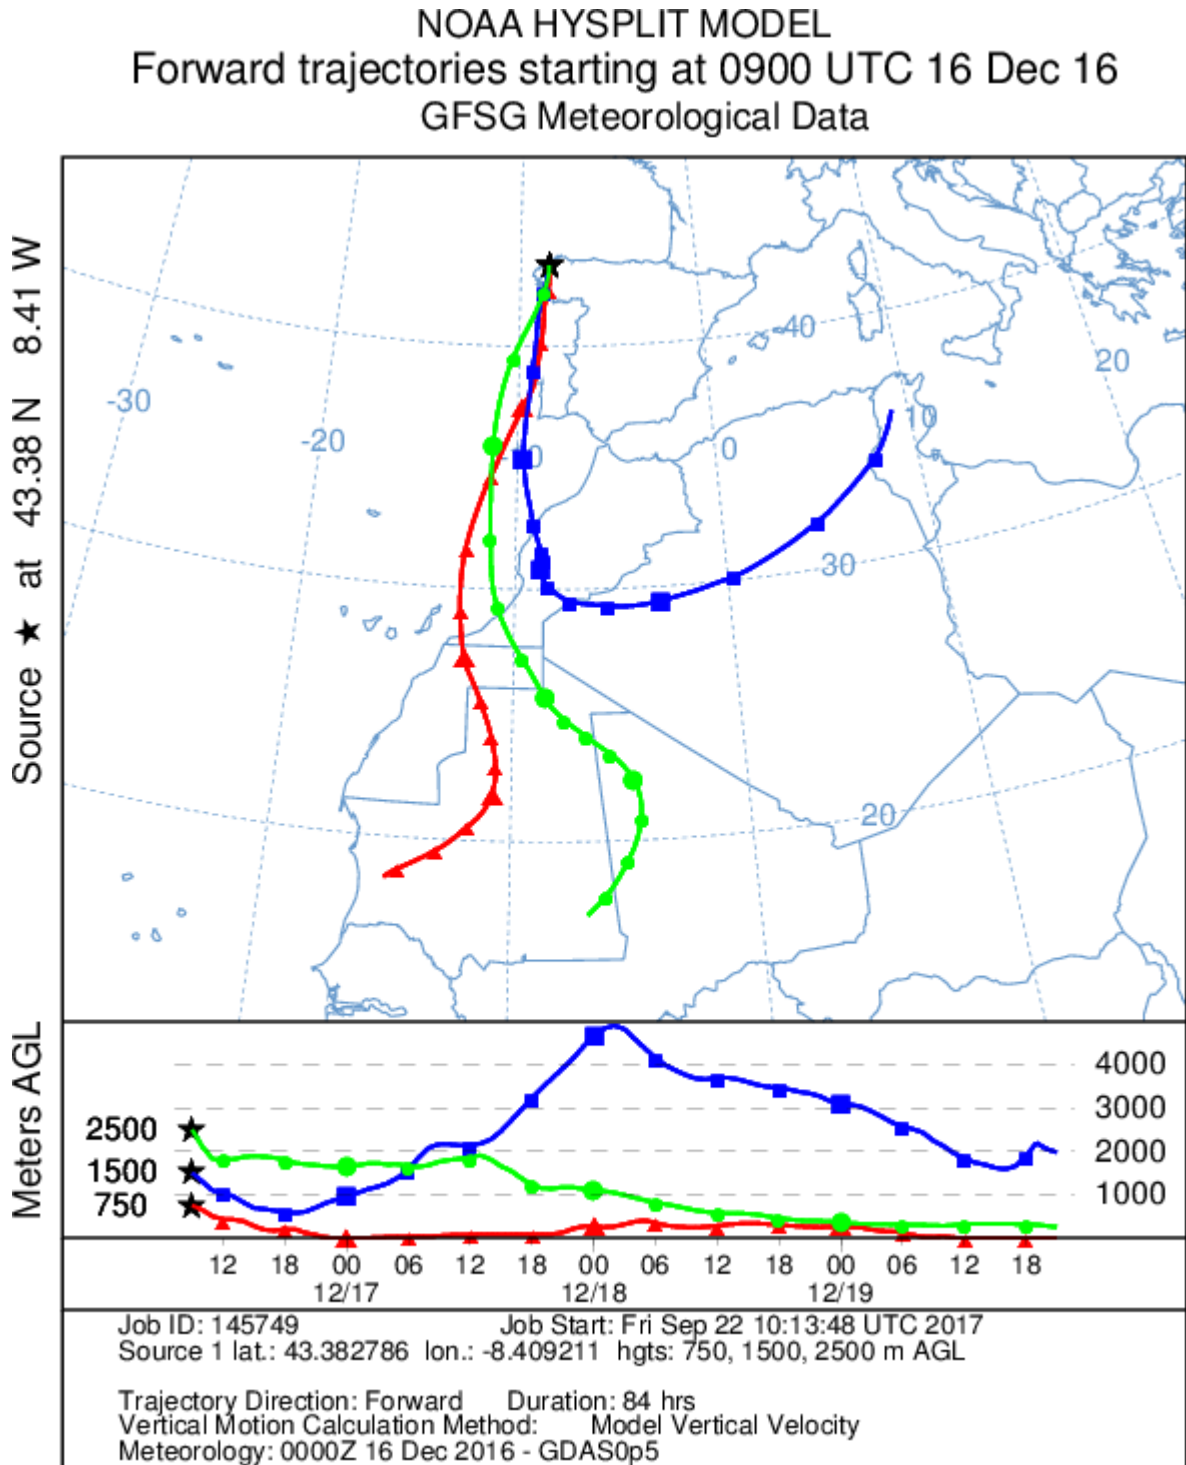 NOAA HYSPLIT MODEL
Forward trajectories starting at 0900 UTC 16 Dec 16
GFSG Meteorological Data
Source ★ at 43.38 N 8.41 W
-30
-20
-10
0
10
20
40
30
20
Meters AGL
2500
1500
750
4000
3000
2000
1000
12 18 00 06 12 18 00 06 12 18 00 06 12 18
12/17 12/18 12/19
Job ID: 145749 Job Start: Fri Sep 22 10:13:48 UTC 2017
Source 1 lat.: 43.382786 lon.: -8.409211 hgts: 750, 1500, 2500 m AGL
Trajectory Direction: Forward Duration: 84 hrs
Vertical Motion Calculation Method: Model Vertical Velocity
Meteorology: 0000Z 16 Dec 2016 - GDAS0p5